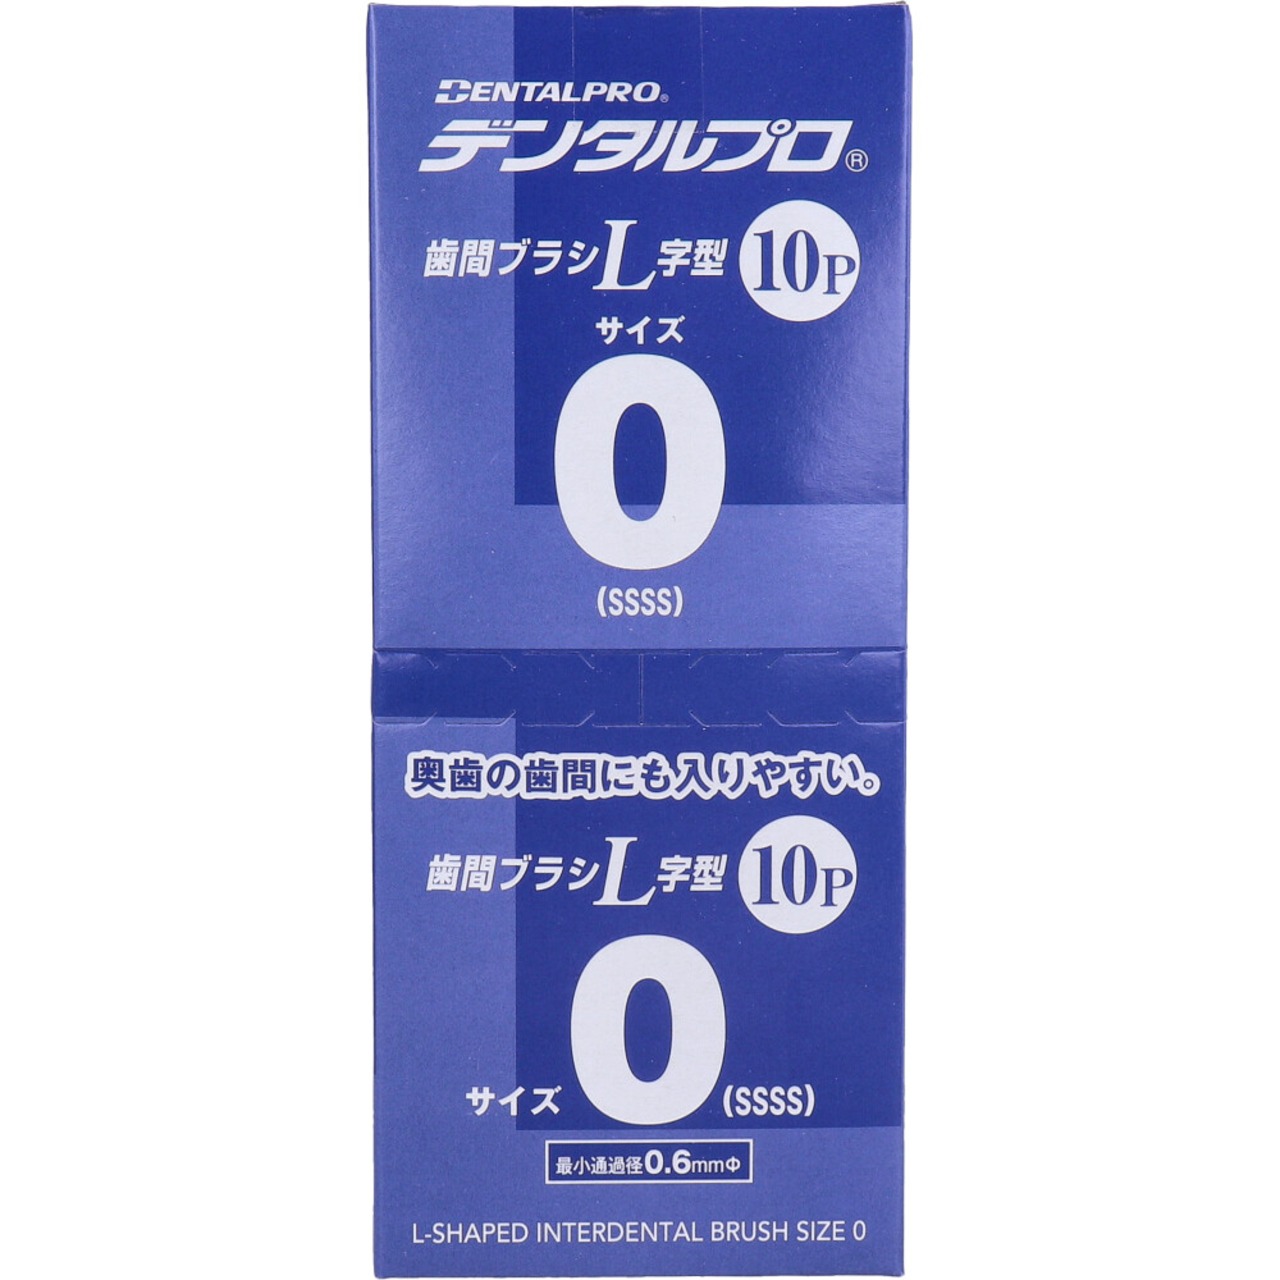 DENTALPRO®
デンタルプロ®
歯間ブラシL字型 10P
サイズ
0
(SSSS)
奥歯の歯間にも入りやすい。
歯間ブラシL字型 10P
サイズ 0 (SSSS)
最小通過径0.6mmΦ
L-SHAPED INTERDENTAL BRUSH SIZE 0